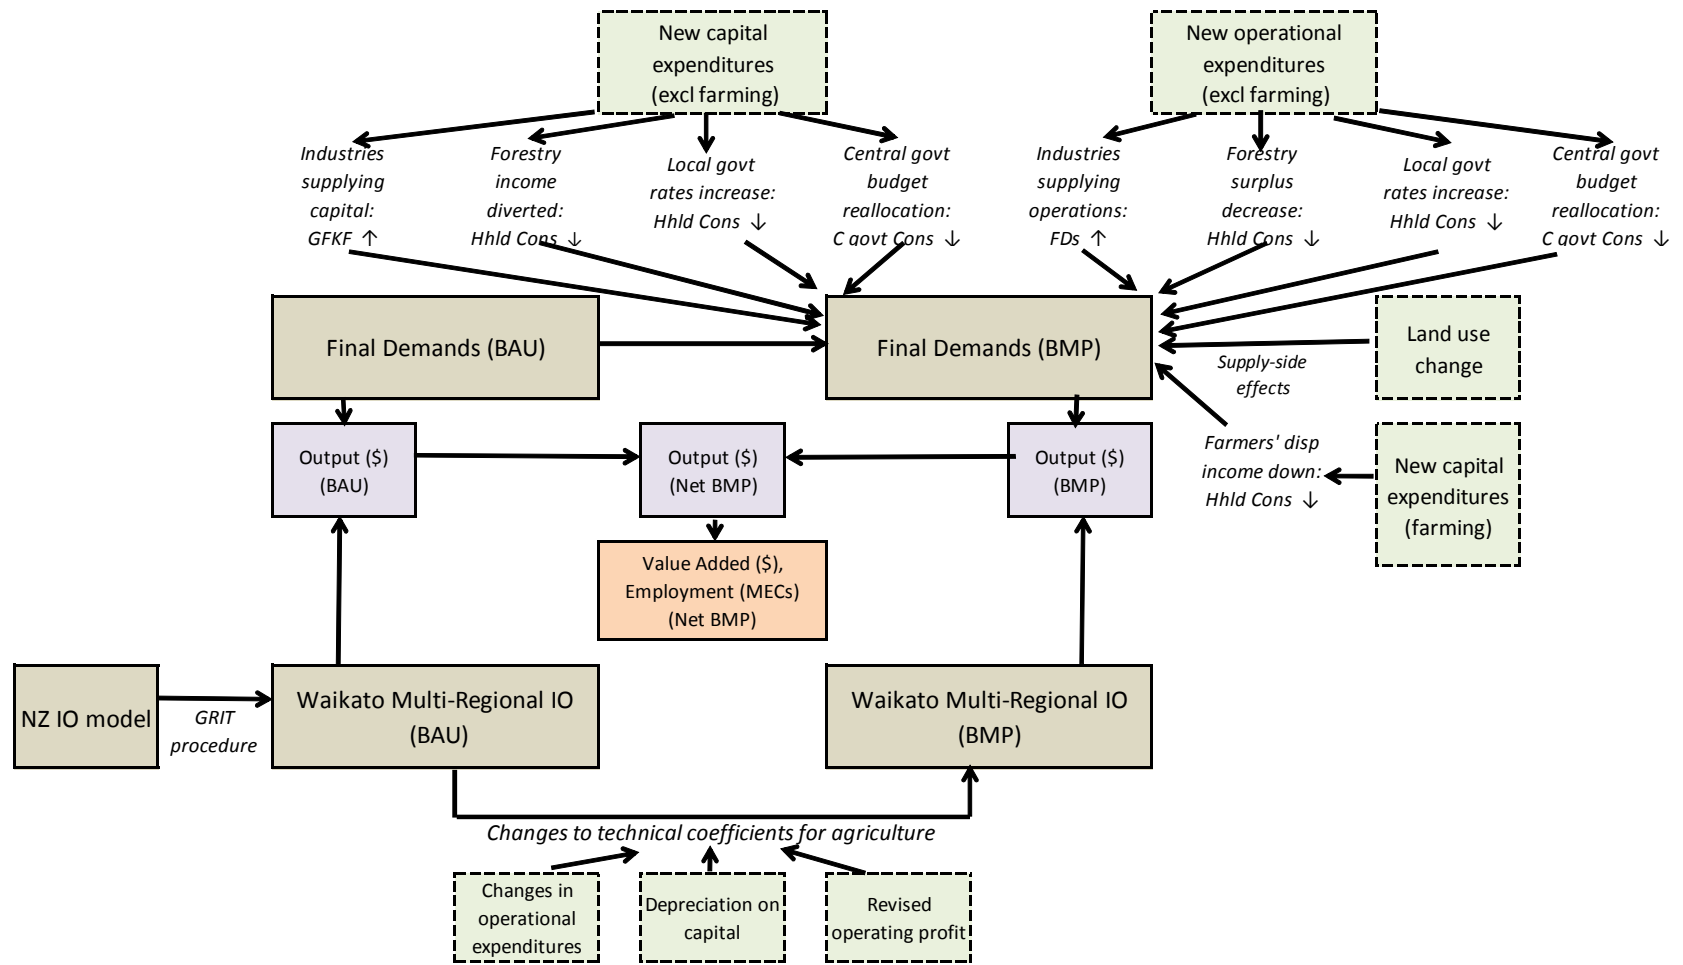 New capital
expenditures
(excl farming)
New operational
expenditures
(excl farming)
Industries
supplying
capital:
GFKF ↑
Forestry
income
diverted:
Hhld Cons ↓
Local govt
rates increase:
Hhld Cons ↓
Central govt
budget
reallocation:
C govt Cons ↓
Industries
supplying
operations:
FDs ↑
Forestry
surplus
decrease:
Hhld Cons ↓
Local govt
rates increase:
Hhld Cons ↓
Central govt
budget
reallocation:
C govt Cons ↓
Final Demands (BAU)
Final Demands (BMP)
Supply-side
effects
Land use
change
Output ($)
(BAU)
Output ($)
(Net BMP)
Output ($)
(BMP)
Farmers' disp
income down:
Hhld Cons ↓
New capital
expenditures
(farming)
Value Added ($),
Employment (MECs)
(Net BMP)
NZ IO model
GRIT
procedure
Waikato Multi-Regional IO
(BAU)
Waikato Multi-Regional IO
(BMP)
Changes to technical coefficients for agriculture
Changes in
operational
expenditures
Depreciation on
capital
Revised
operating profit